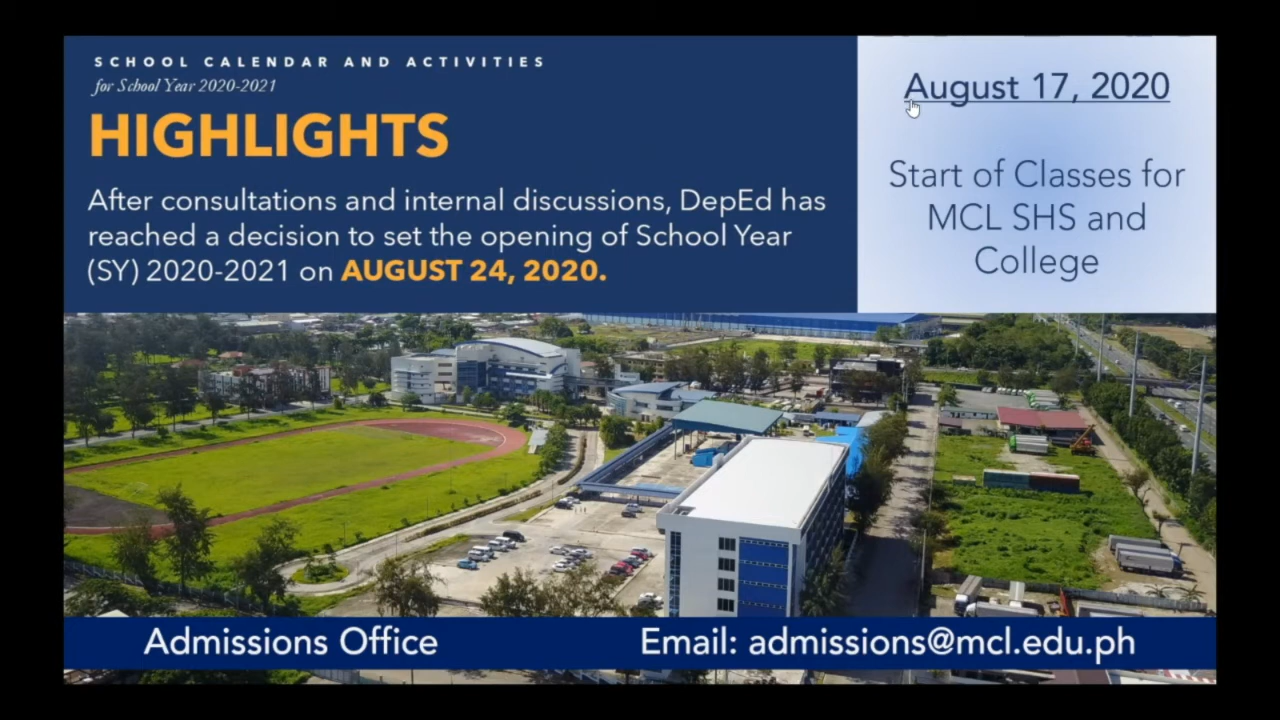 SCHOOL CALENDAR AND ACTIVITIES
for School Year 2020-2021
HIGHLIGHTS
After consultations and internal discussions, DepEd has
reached a decision to set the opening of School Year
(SY) 2020-2021 on AUGUST 24, 2020.
August 17, 2020
Start of Classes for
MCL SHS and
College
Admissions Office
Email: admissions@mcl.edu.ph